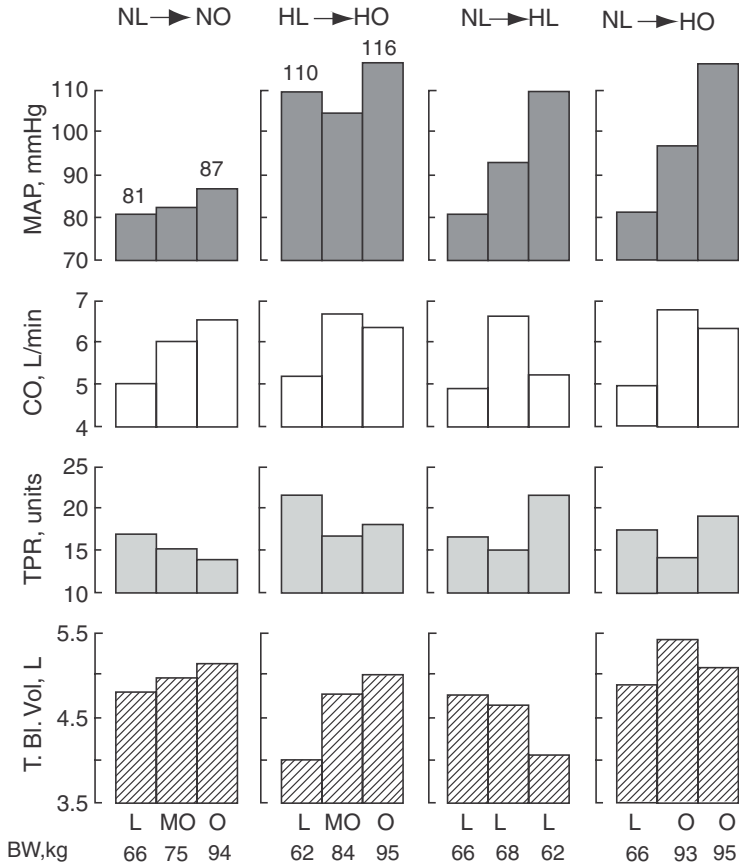 NL → NO HL → HO NL → HL NL → HO
MAP, mmHg
110
100
90
80
70
81
87
110
116
CO, L/min
7
6
5
4
TPR, units
25
20
15
10
T. Bl. Vol, L
5.5
4.5
3.5
L MO O L MO O L L L L O O
BW,kg 66 75 94 62 84 95 66 68 62 66 93 95